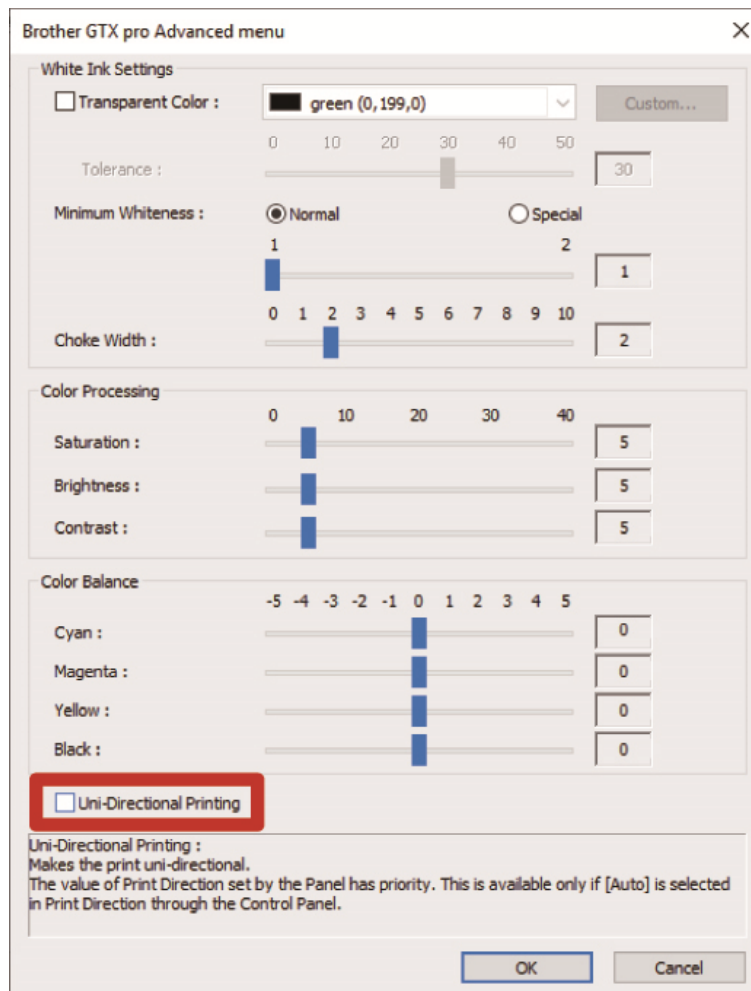 Brother GTX pro Advanced menu
White Ink Settings
Transparent Color : green (0,199,0) Custom...
0 10 20 30 40 50
Tolerance : 30
Minimum Whiteness : Normal Special
1 2
1
0 1 2 3 4 5 6 7 8 9 10
Choke Width : 2
Color Processing
0 10 20 30 40
Saturation : 5
Brightness : 5
Contrast : 5
Color Balance
-5 -4 -3 -2 -1 0 1 2 3 4 5
Cyan : 0
Magenta : 0
Yellow : 0
Black : 0
Uni-Directional Printing
Uni-Directional Printing :
Makes the print uni-directional.
The value of Print Direction set by the Panel has priority. This is available only if [Auto] is selected
in Print Direction through the Control Panel.
OK Cancel